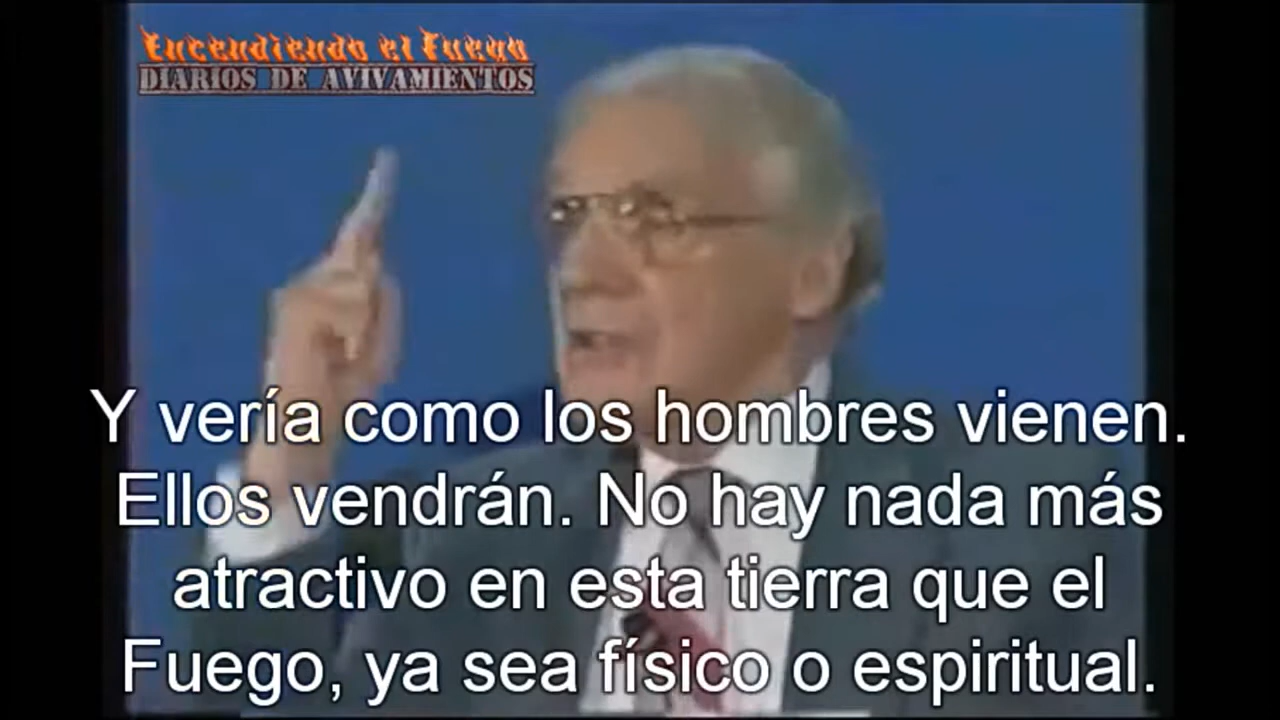 Encendiendo el Fuego
DIARIOS DE AVIVAMIENTOS
Y vería como los hombres vienen.
Ellos vendrán. No hay nada más
atractivo en esta tierra que el
Fuego, ya sea físico o espiritual.